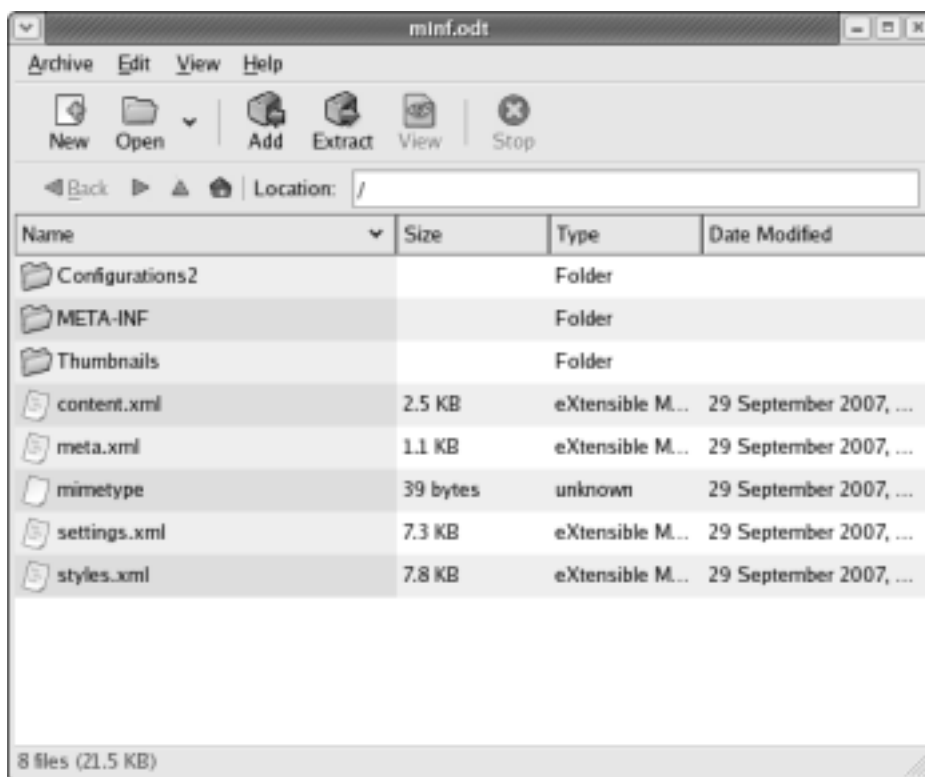 minf.odt
Archive Edit View Help
New Open Add Extract View Stop
Back Location: /
Name Size Type Date Modified
Configurations2 Folder
META-INF Folder
Thumbnails Folder
content.xml 2.5 KB eXtensible M... 29 September 2007, ...
meta.xml 1.1 KB eXtensible M... 29 September 2007, ...
mimetype 39 bytes unknown 29 September 2007, ...
settings.xml 7.3 KB eXtensible M... 29 September 2007, ...
styles.xml 7.8 KB eXtensible M... 29 September 2007, ...
8 files (21.5 KB)